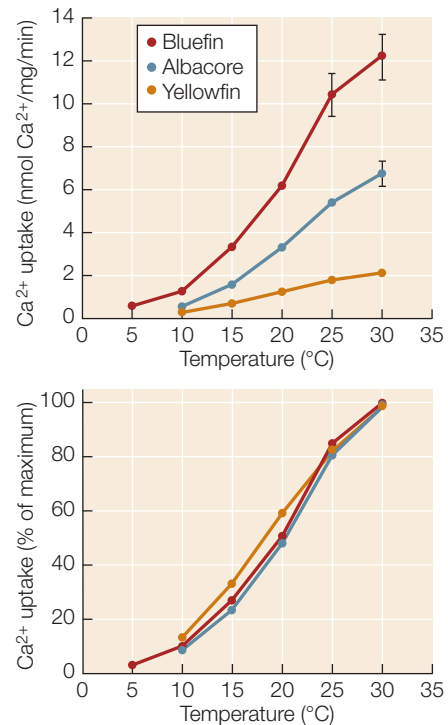 14
12
10
8
6
4
2
0
Ca²⁺ uptake (nmol Ca²⁺/mg/min)
Bluefin
Albacore
Yellowfin
0 5 10 15 20 25 30 35
Temperature (°C)
100
80
60
40
20
0
Ca²⁺ uptake (% of maximum)
0 5 10 15 20 25 30 35
Temperature (°C)